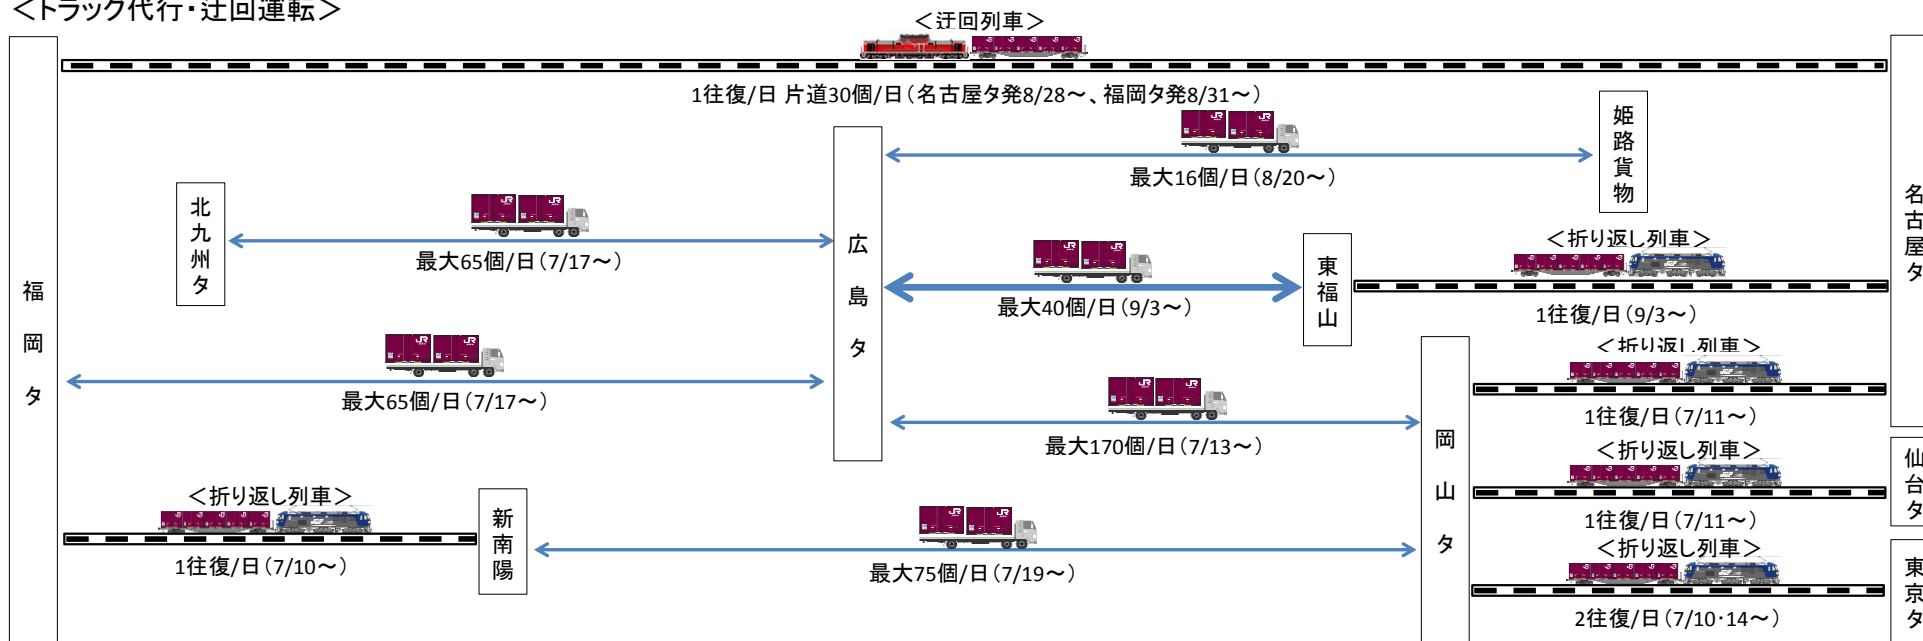 ＜トラック代行・迂回運転＞
＜迂回列車＞
1往復/日 片道30個/日（名古屋タ発8/28～、福岡タ発8/31～）
福岡タ
北九州タ
広島タ
姫路貨物
名古屋タ
最大16個/日（8/20～）
最大65個/日（7/17～）
最大40個/日（9/3～）
東福山
＜折り返し列車＞
1往復/日（9/3～）
最大65個/日（7/17～）
＜折り返し列車＞
1往復/日（7/11～）
最大170個/日（7/13～）
岡山タ
＜折り返し列車＞
1往復/日（7/11～）
仙台タ
＜折り返し列車＞
1往復/日（7/10～）
新南陽
最大75個/日（7/19～）
＜折り返し列車＞
2往復/日（7/10・14～）
東京タ